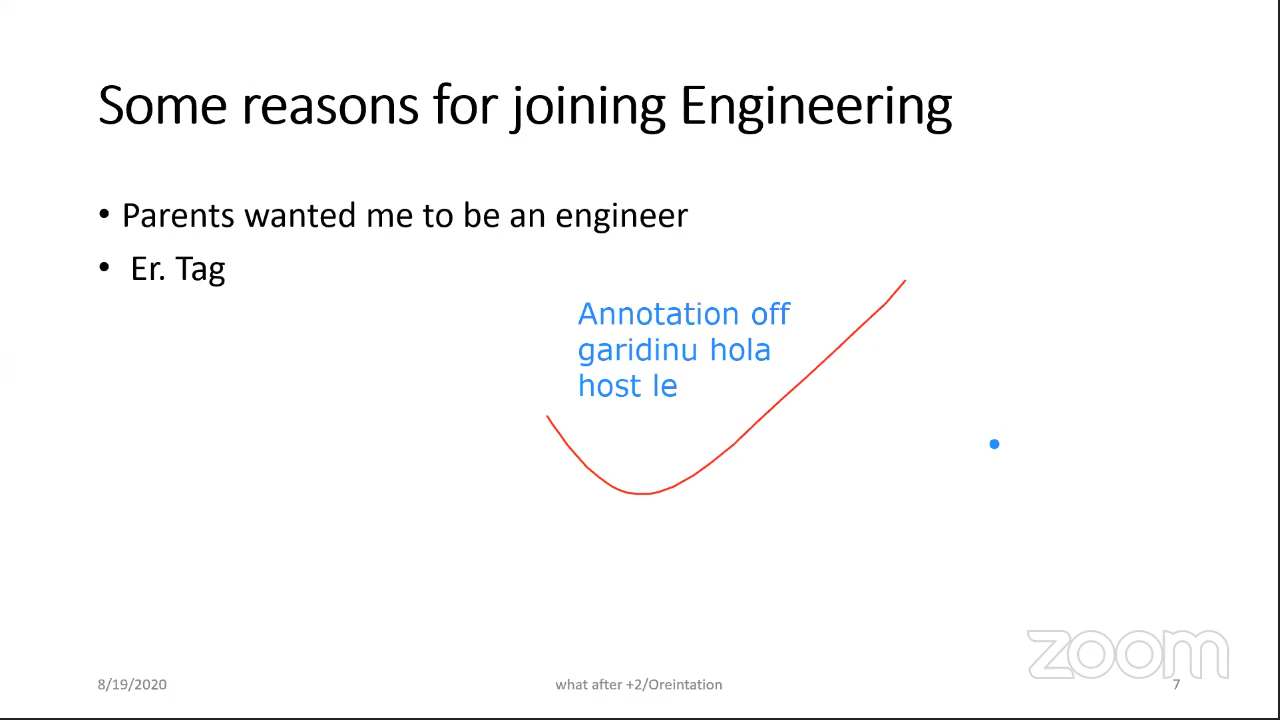 Some reasons for joining Engineering
• Parents wanted me to be an engineer
• Er. Tag
Annotation off
garidinu hola
host le
zoom
8/19/2020
what after +2/Oreintation
7